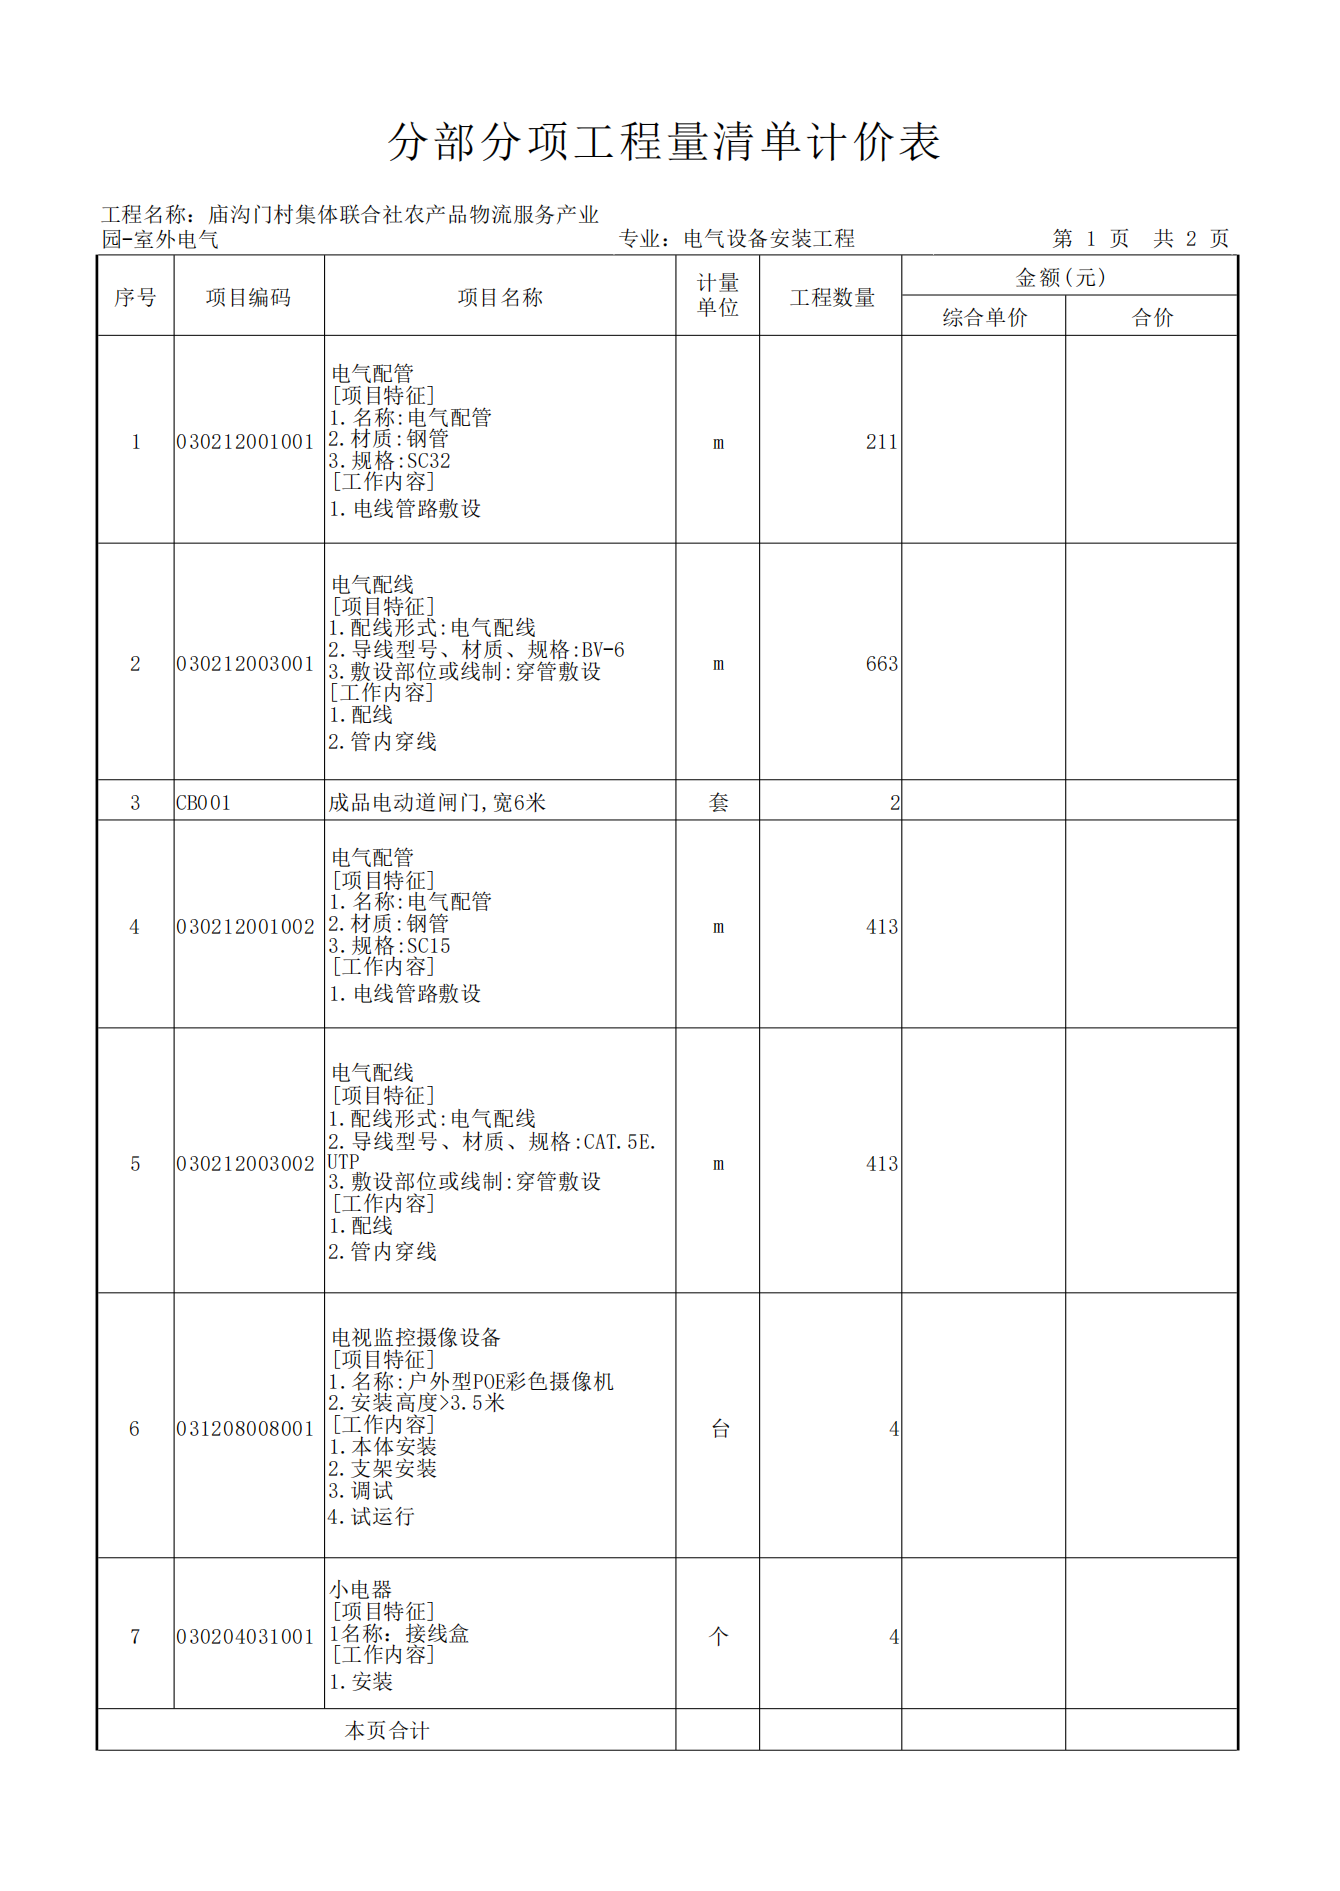 分部分项工程量清单计价表
工程名称：庙沟门村集体联合社农产品物流服务产业
园-室外电气
专业：电气设备安装工程
第 1 页 共 2 页
序号
项目编码
项目名称
计量
单位
工程数量
金额(元)
综合单价
合价
1
030212001001
电气配管
[项目特征]
1.名称:电气配管
2.材质:钢管
3.规格:SC32
[工作内容]
1.电线管路敷设
m
211
2
030212003001
电气配线
[项目特征]
1.配线形式:电气配线
2.导线型号、材质、规格:BV-6
3.敷设部位或线制:穿管敷设
[工作内容]
1.配线
2.管内穿线
m
663
3
CB001
成品电动道闸门,宽6米
套
2
4
030212001002
电气配管
[项目特征]
1.名称:电气配管
2.材质:钢管
3.规格:SC15
[工作内容]
1.电线管路敷设
m
413
5
030212003002
电气配线
[项目特征]
1.配线形式:电气配线
2.导线型号、材质、规格:CAT.5E.
UTP
3.敷设部位或线制:穿管敷设
[工作内容]
1.配线
2.管内穿线
m
413
6
031208008001
电视监控摄像设备
[项目特征]
1.名称:户外型POE彩色摄像机
2.安装高度>3.5米
[工作内容]
1.本体安装
2.支架安装
3.调试
4.试运行
台
4
7
030204031001
小电器
[项目特征]
1名称：接线盒
[工作内容]
1.安装
个
4
本页合计